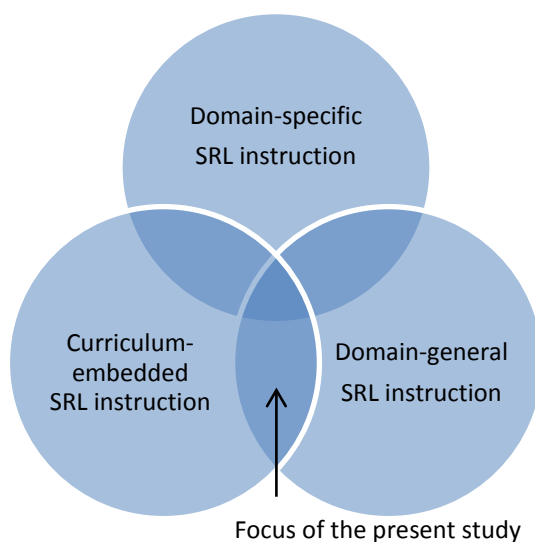 Domain-specific
SRL instruction
Curriculum-
embedded
SRL instruction
Domain-general
SRL instruction
Focus of the present study